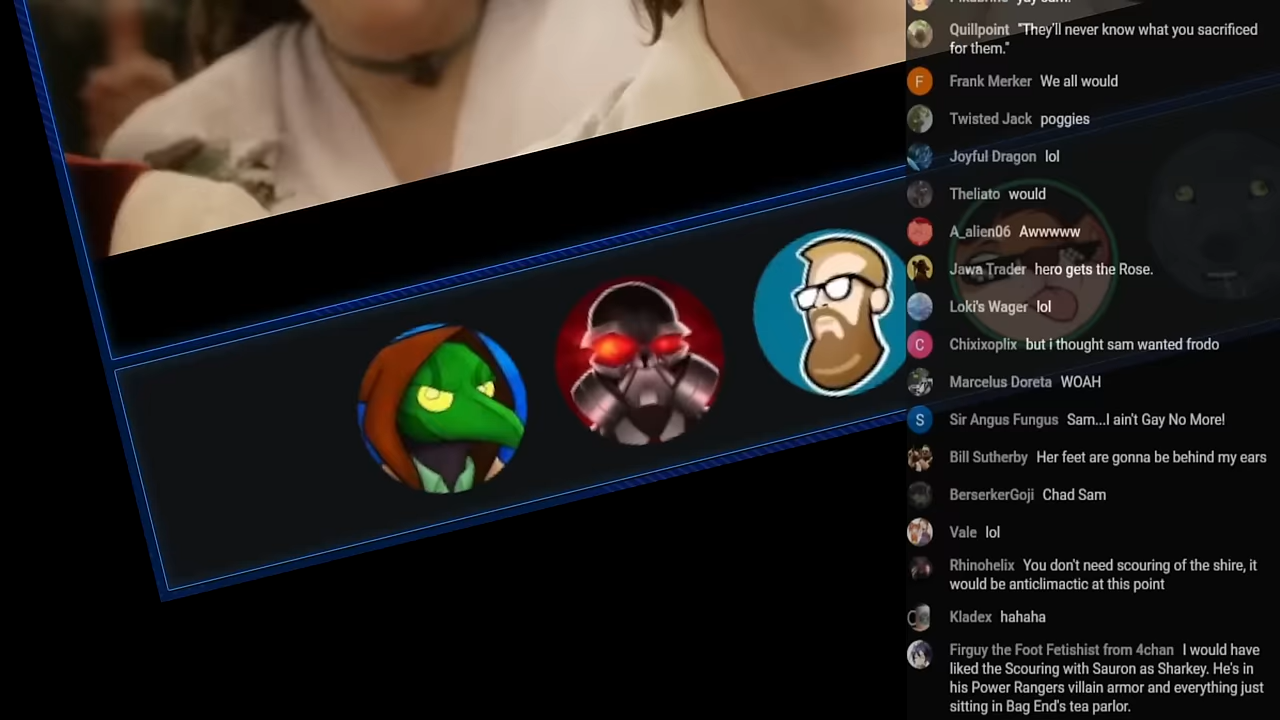 Quillpoint "They'll never know what you sacrificed
for them."
F Frank Merker We all would
Twisted Jack poggies
Joyful Dragon lol
Theliato would
A_alien06 Awwwww
Jawa Trader hero gets the Rose.
Loki's Wager lol
C Chixixoplix but i thought sam wanted frodo
Marcelus Doreta WOAH
S Sir Angus Fungus Sam...I ain't Gay No More!
Bill Sutherby Her feet are gonna be behind my ears
BerserkerGoji Chad Sam
Vale lol
Rhinohelix You don't need scouring of the shire, it
would be anticlimactic at this point
Kladex hahaha
Firguy the Foot Fetishist from 4chan I would have
liked the Scouring with Sauron as Sharkey. He's in
his Power Rangers villain armor and everything just
sitting in Bag End's tea parlor.